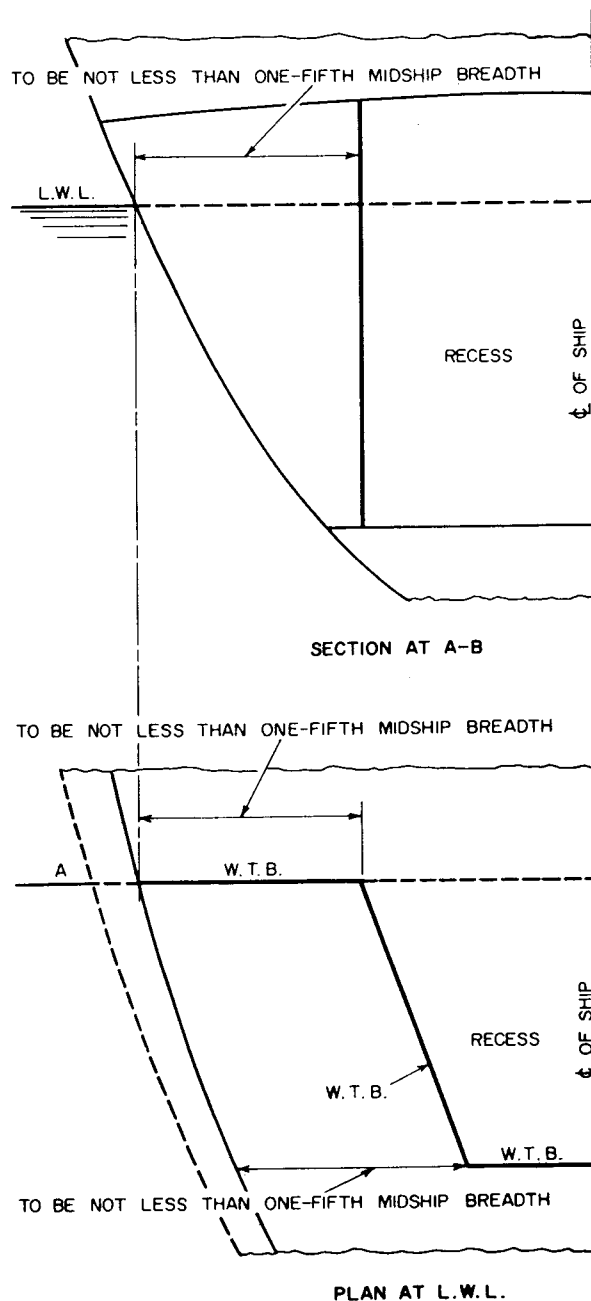 TO BE NOT LESS THAN ONE-FIFTH MIDSHIP BREADTH
L.W.L.
RECESS
℄ OF SHIP
SECTION AT A-B
TO BE NOT LESS THAN ONE-FIFTH MIDSHIP BREADTH
A
W.T.B.
RECESS
℄ OF SHIP
W.T.B.
W.T.B.
TO BE NOT LESS THAN ONE-FIFTH MIDSHIP BREADTH
PLAN AT L.W.L.